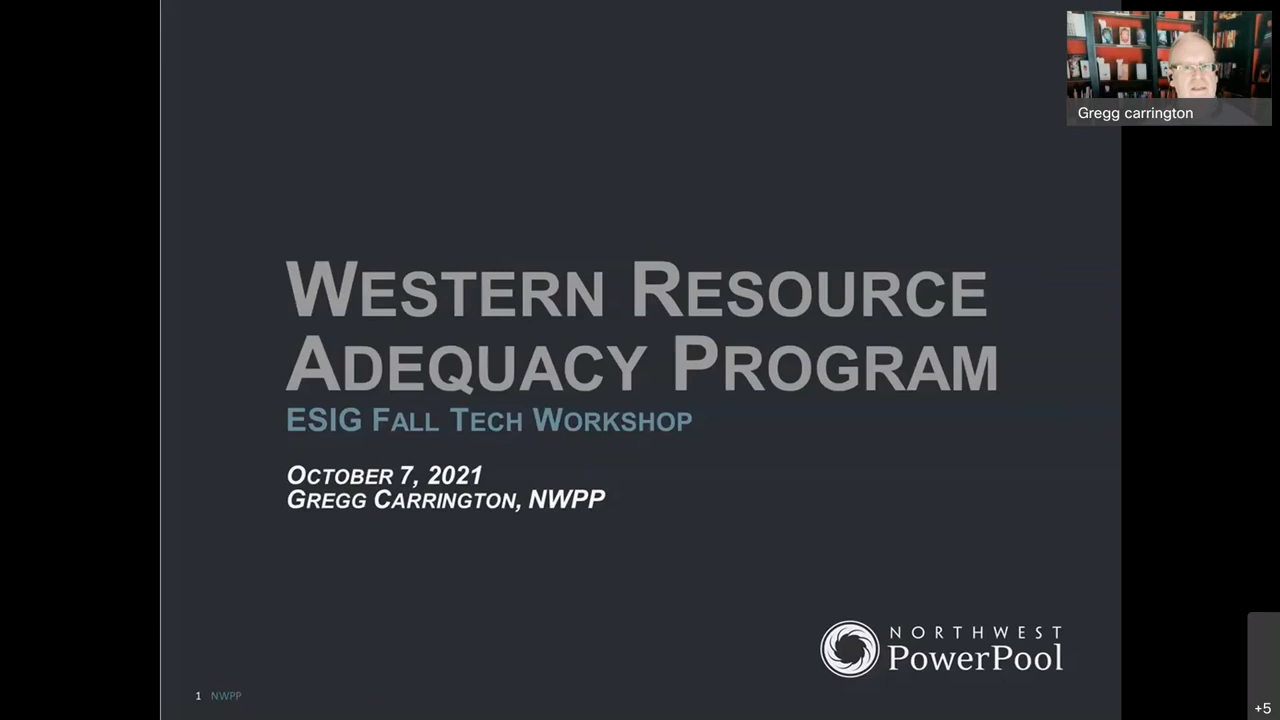 Gregg carrington
WESTERN RESOURCE
ADEQUACY PROGRAM
ESIG FALL TECH WORKSHOP
OCTOBER 7, 2021
GREGG CARRINGTON, NWPP
NORTHWEST
PowerPool
1 NWPP
+5